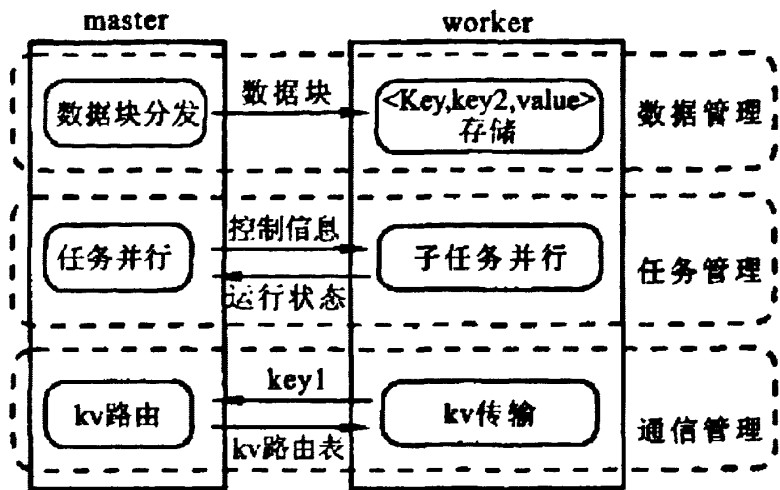 master
worker
数据块分发
数据块
<Key,key2,value>
存储
数据管理
任务并行
控制信息
运行状态
子任务并行
任务管理
kv路由
key1
kv路由表
kv传输
通信管理